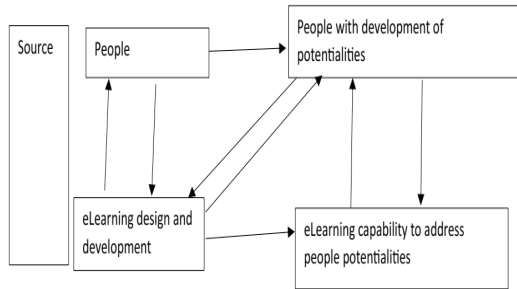 Source
People
People with development of
potentialities
eLearning design and
development
eLearning capability to address
people potentialities